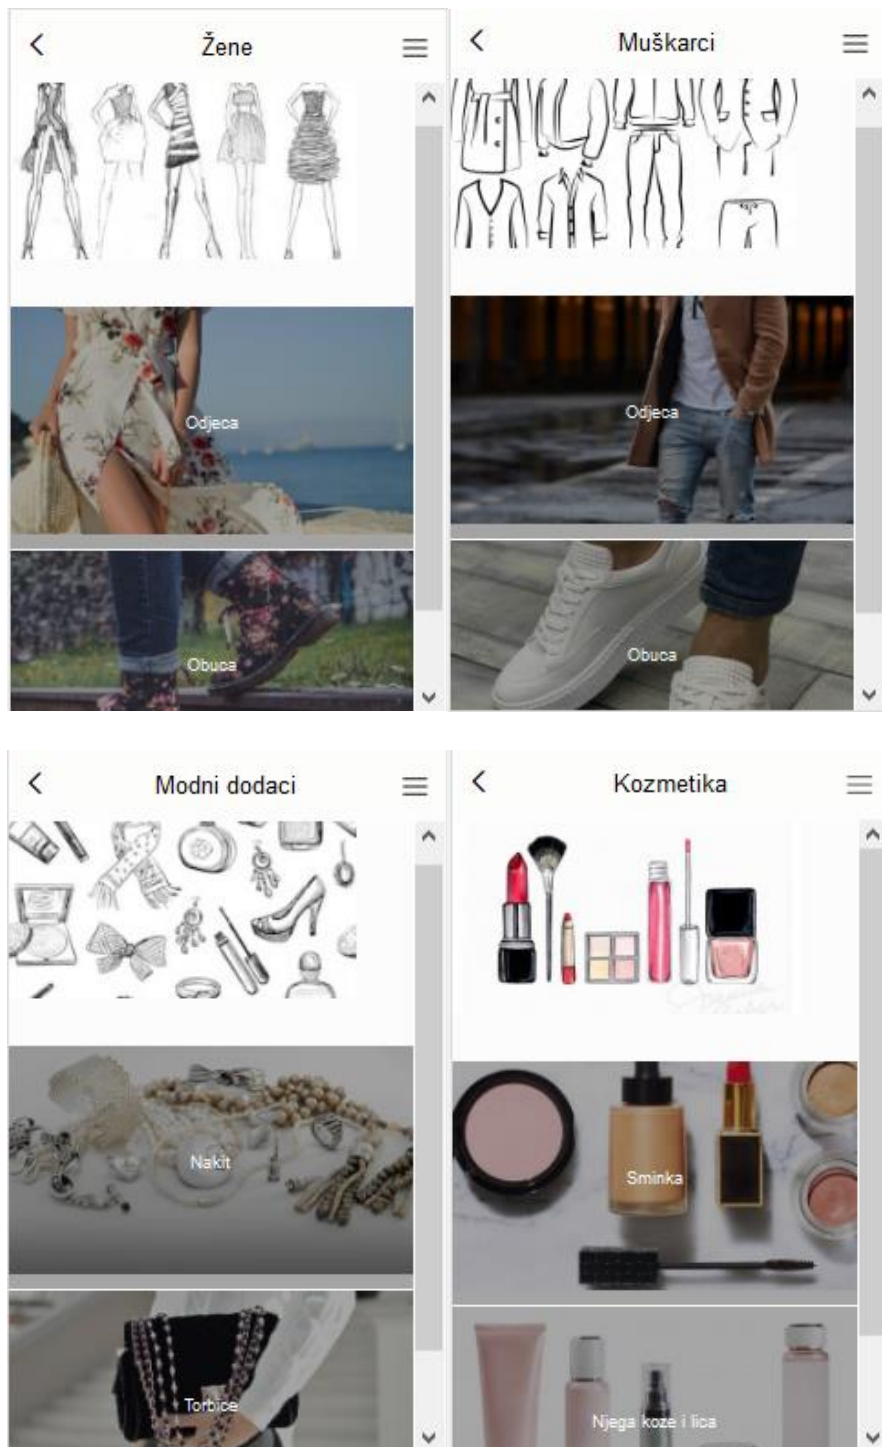 Žene
Odjeca
Obuca
Muškarci
Odjeca
Obuca
Modni dodaci
Nakit
Torbice
Kozmetika
Sminka
Njega koze i lica